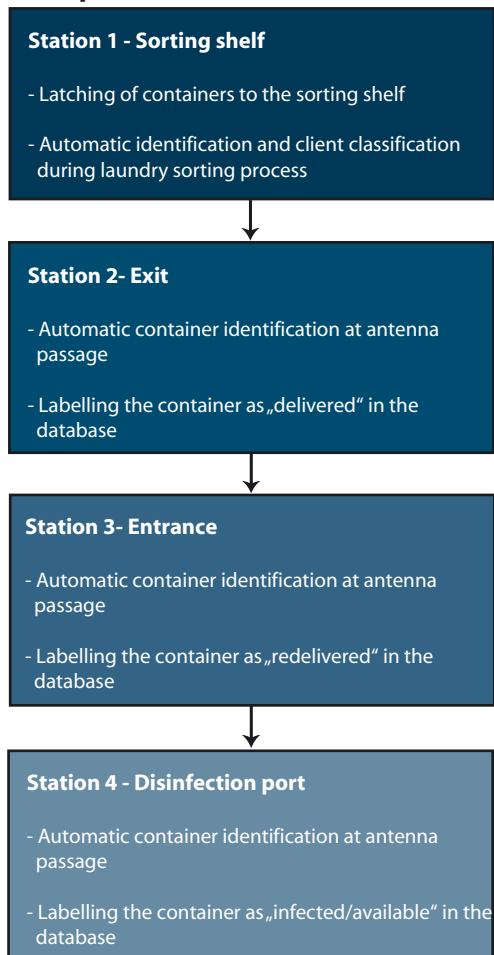 Station 1 - Sorting shelf
- Latching of containers to the sorting shelf
- Automatic identification and client classification
during laundry sorting process
Station 2- Exit
- Automatic container identification at antenna
passage
- Labelling the container as „delivered“ in the
database
Station 3- Entrance
- Automatic container identification at antenna
passage
- Labelling the container as „redelivered“ in the
database
Station 4 - Disinfection port
- Automatic container identification at antenna
passage
- Labelling the container as „infected/available“ in the
database